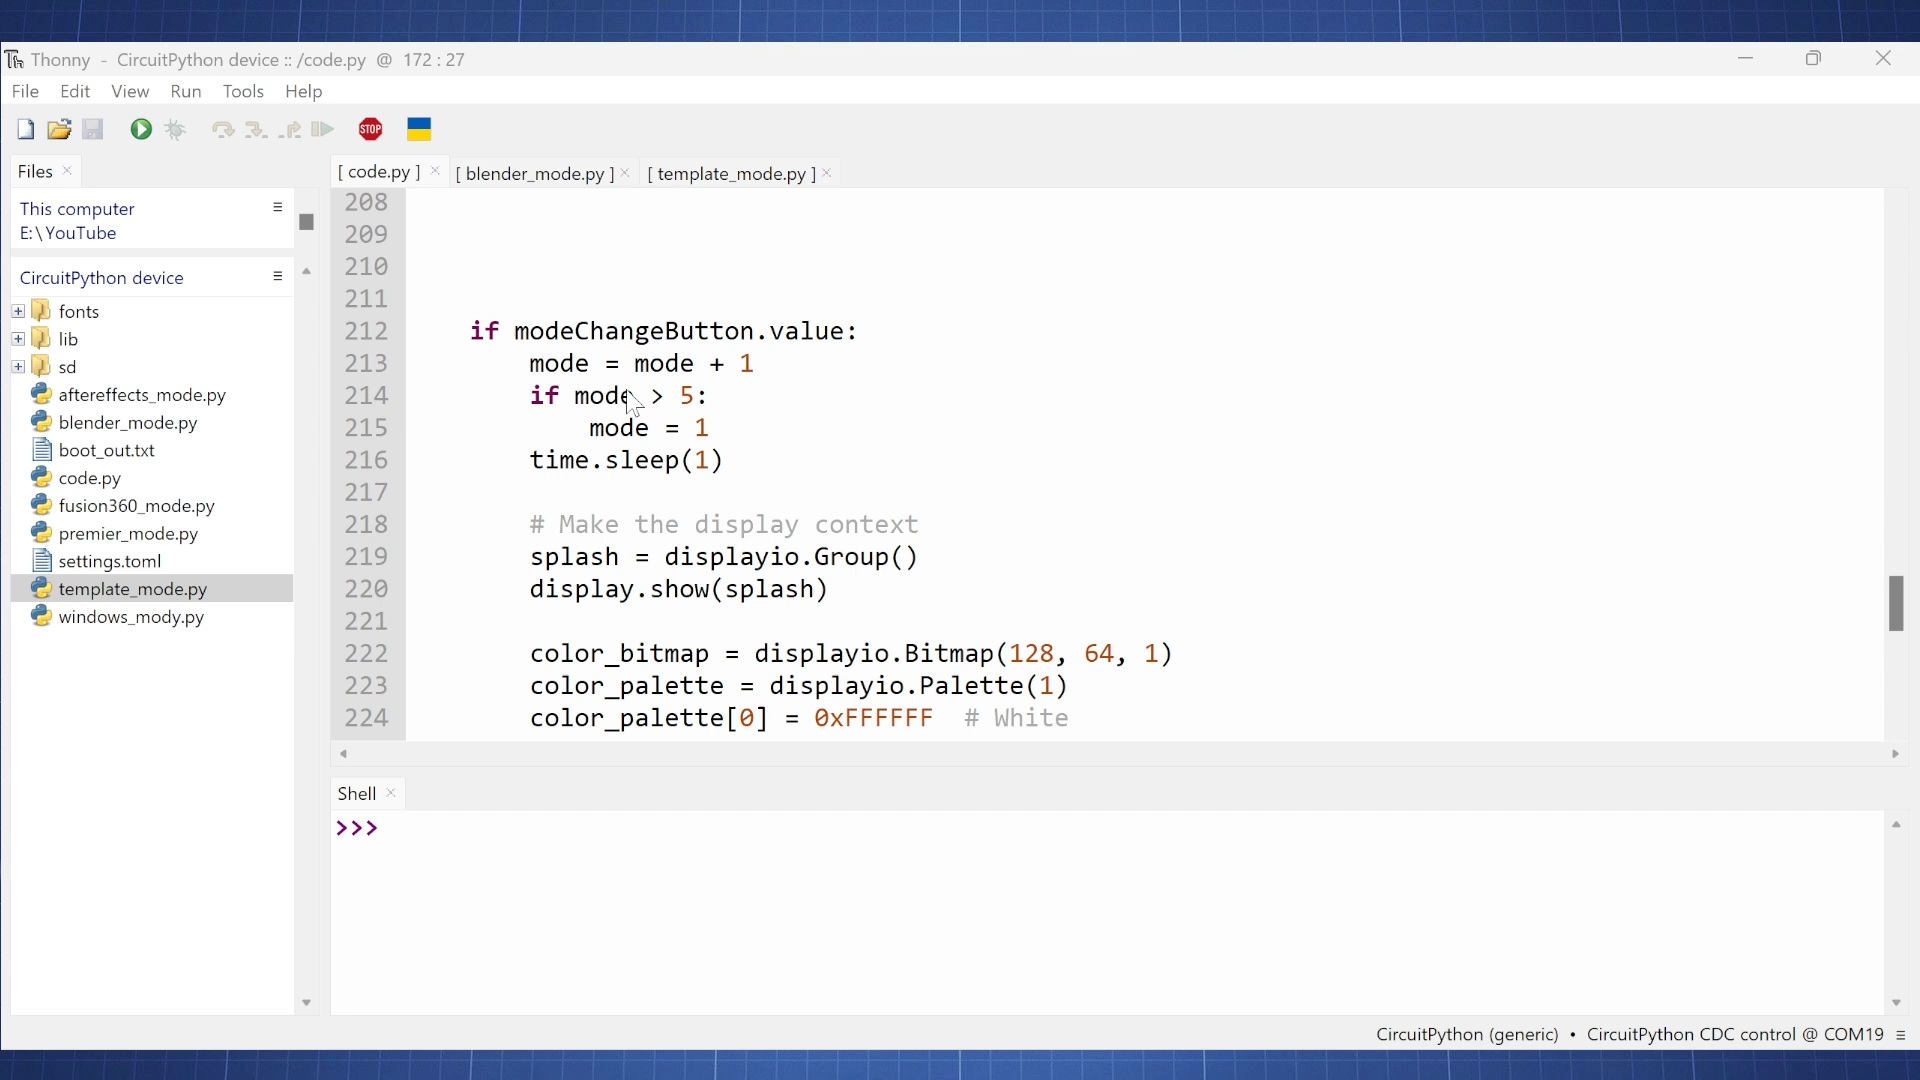 Thonny - CircuitPython device :: /code.py @ 172 : 27
File Edit View Run Tools Help
STOP
Files
[ code.py ] [ blender_mode.py ] [ template_mode.py ]
This computer
E:\YouTube
CircuitPython device
fonts
lib
sd
aftereffects_mode.py
blender_mode.py
boot_out.txt
code.py
fusion360_mode.py
premier_mode.py
settings.toml
template_mode.py
windows_mody.py
208
209
210
211
212 if modeChangeButton.value:
213 mode = mode + 1
214 if mode > 5:
215 mode = 1
216 time.sleep(1)
217
218 # Make the display context
219 splash = displayio.Group()
220 display.show(splash)
221
222 color_bitmap = displayio.Bitmap(128, 64, 1)
223 color_palette = displayio.Palette(1)
224 color_palette[0] = 0xFFFFFF # White
Shell
>>>
CircuitPython (generic) • CircuitPython CDC control @ COM19